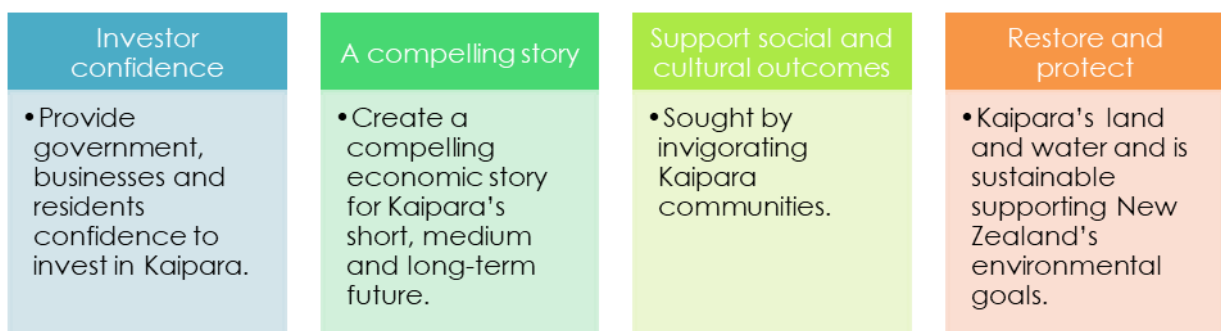 Investor
confidence
•Provide
government,
businesses and
residents
confidence to
invest in Kaipara.
A compelling story
•Create a
compelling
economic story
for Kaipara’s
short, medium
and long-term
future.
Support social and
cultural outcomes
•Sought by
invigorating
Kaipara
communities.
Restore and
protect
•Kaipara’s land
and water and is
sustainable
supporting New
Zealand’s
environmental
goals.